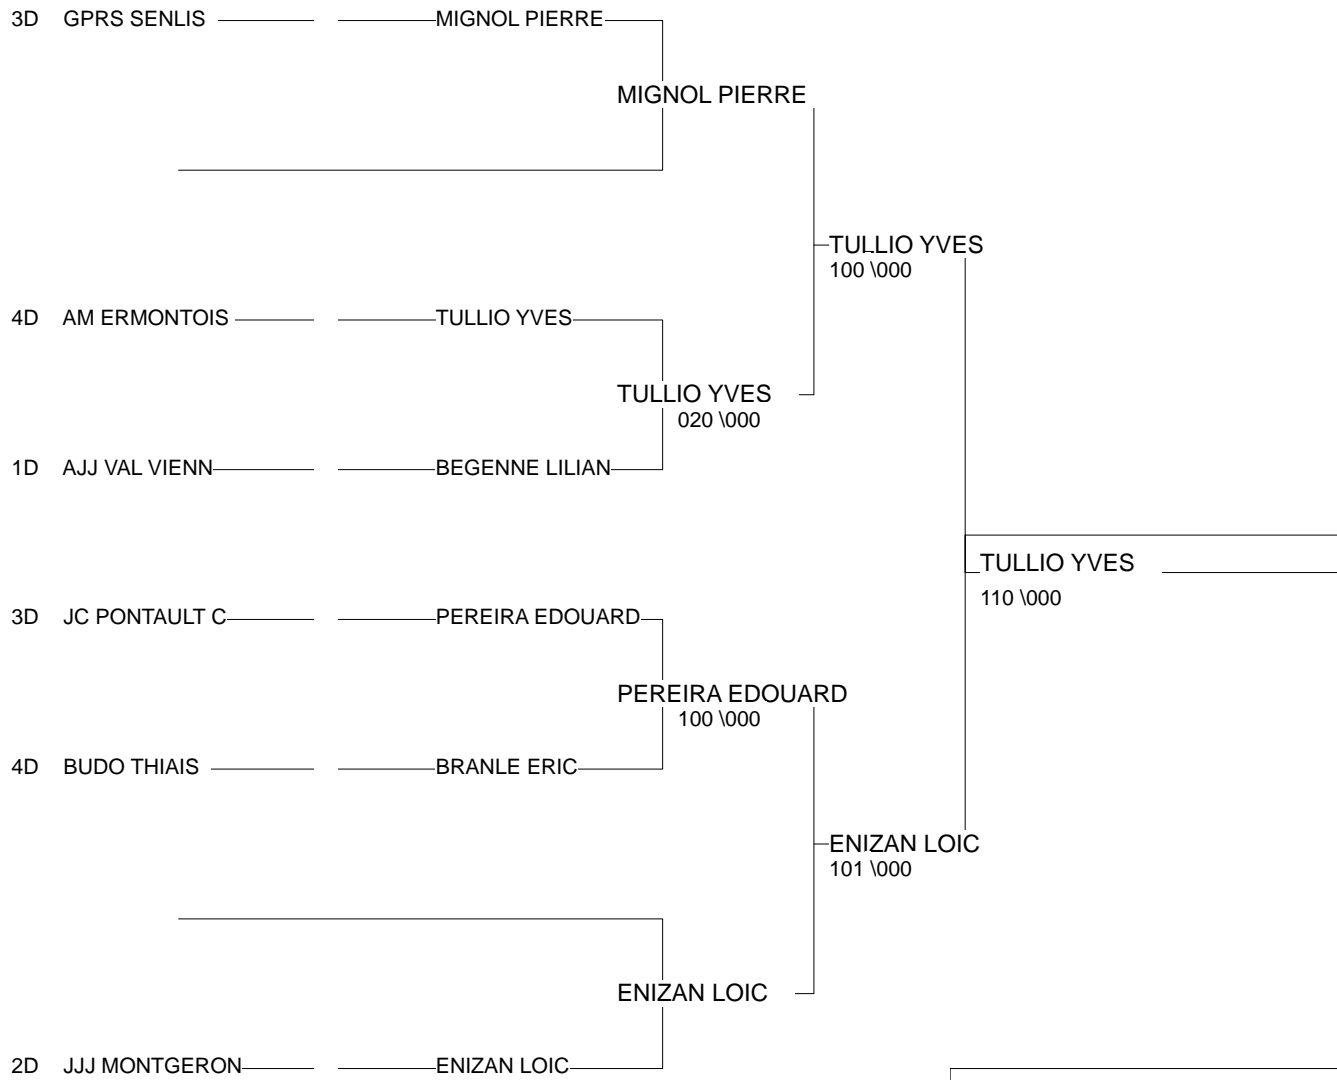 3D GPRS SENLIS MIGNOL PIERRE
MIGNOL PIERRE
TULLIO YVES
100 \000
4D AM ERMONTOIS TULLIO YVES
TULLIO YVES
020 \000
1D AJJ VAL VIENN BEGENNE LILIAN
TULLIO YVES
110 \000
3D JC PONTAULT C PEREIRA EDOUARD
PEREIRA EDOUARD
100 \000
4D BUDO THIAIS BRANLE ERIC
ENIZAN LOIC
101 \000
ENIZAN LOIC
2D JJJ MONTGERON ENIZAN LOIC